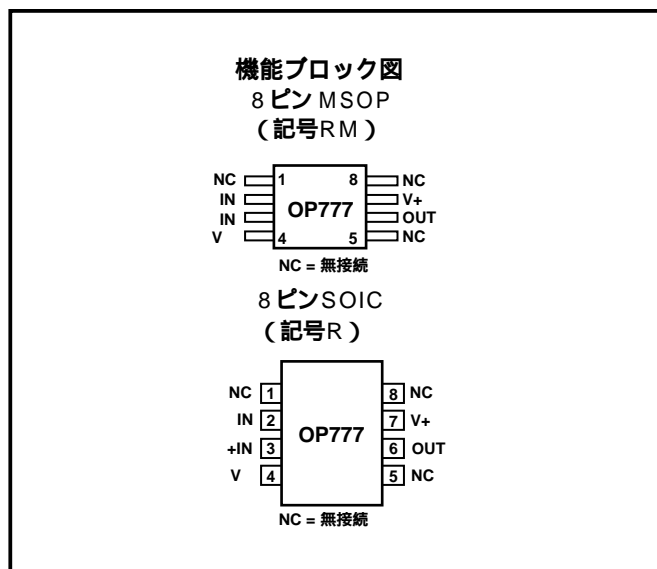 機能ブロック図
8 ピン MSOP
（記号RM）
NC 1 8 NC
IN V+
OP777
IN OUT
V 4 5 NC
NC = 無接続
8 ピンSOIC
（記号R）
NC 1 8 NC
IN 2 7 V+
OP777
+IN 3 6 OUT
V 4 5 NC
NC = 無接続